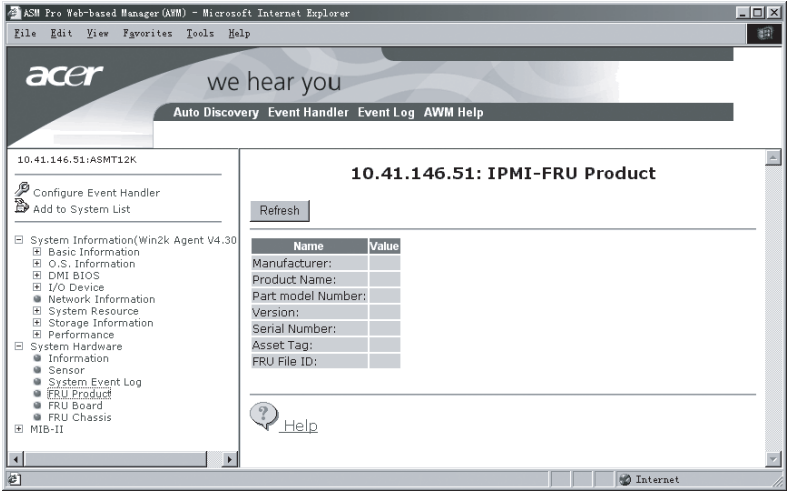 ASM Pro Web-based Manager(AWM) - Microsoft Internet Explorer
File Edit View Favorites Tools Help
acer
we hear you
Auto Discovery Event Handler Event Log AWM Help
10.41.146.51:ASMT12K
Configure Event Handler
Add to System List
System Information(Win2k Agent V4.30
Basic Information
O.S. Information
DMI BIOS
I/O Device
Network Information
System Resource
Storage Information
Performance
System Hardware
Information
Sensor
System Event Log
FRU Product
FRU Board
FRU Chassis
MIB-II
10.41.146.51: IPMI-FRU Product
Refresh
Name Value
Manufacturer:
Product Name:
Part model Number:
Version:
Serial Number:
Asset Tag:
FRU File ID:
? Help
Internet